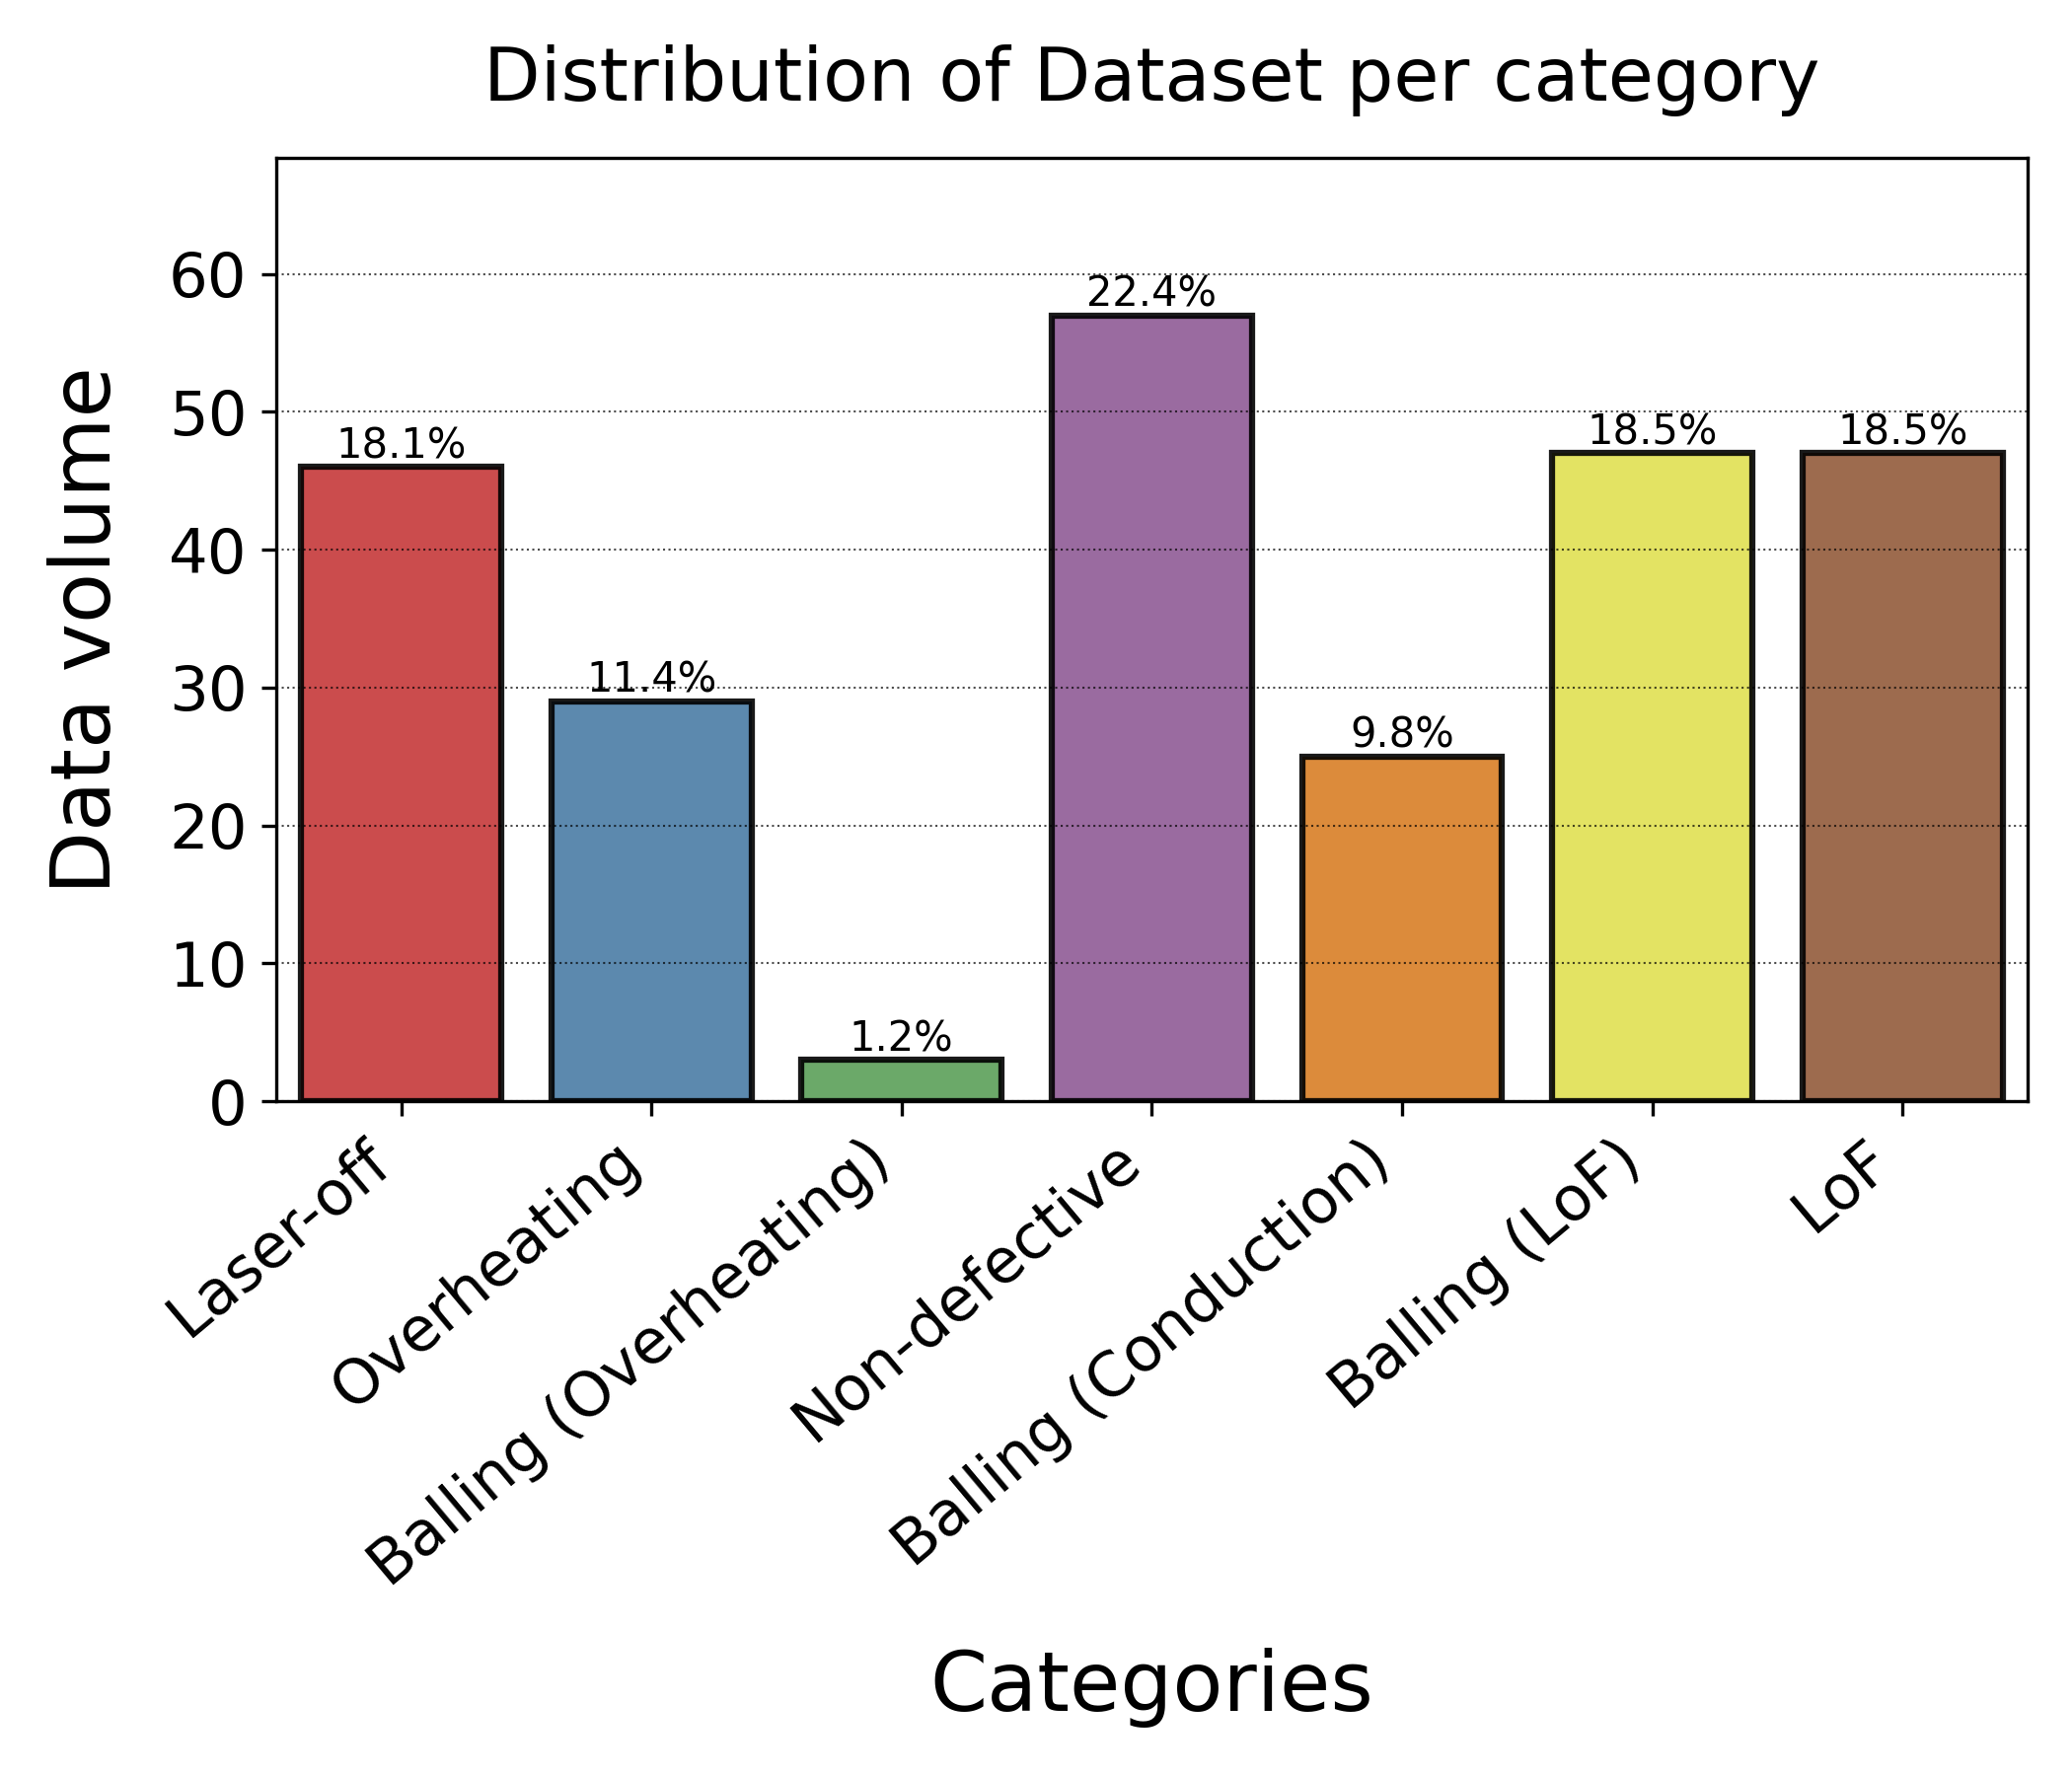 Distribution of Dataset per category
Data volume
60
50
40
30
20
10
0
18.1%
11.4%
1.2%
22.4%
9.8%
18.5%
18.5%
Laser-off
Overheating
Balling (Overheating)
Non-defective
Balling (Conduction)
Balling (LoF)
LoF
Categories